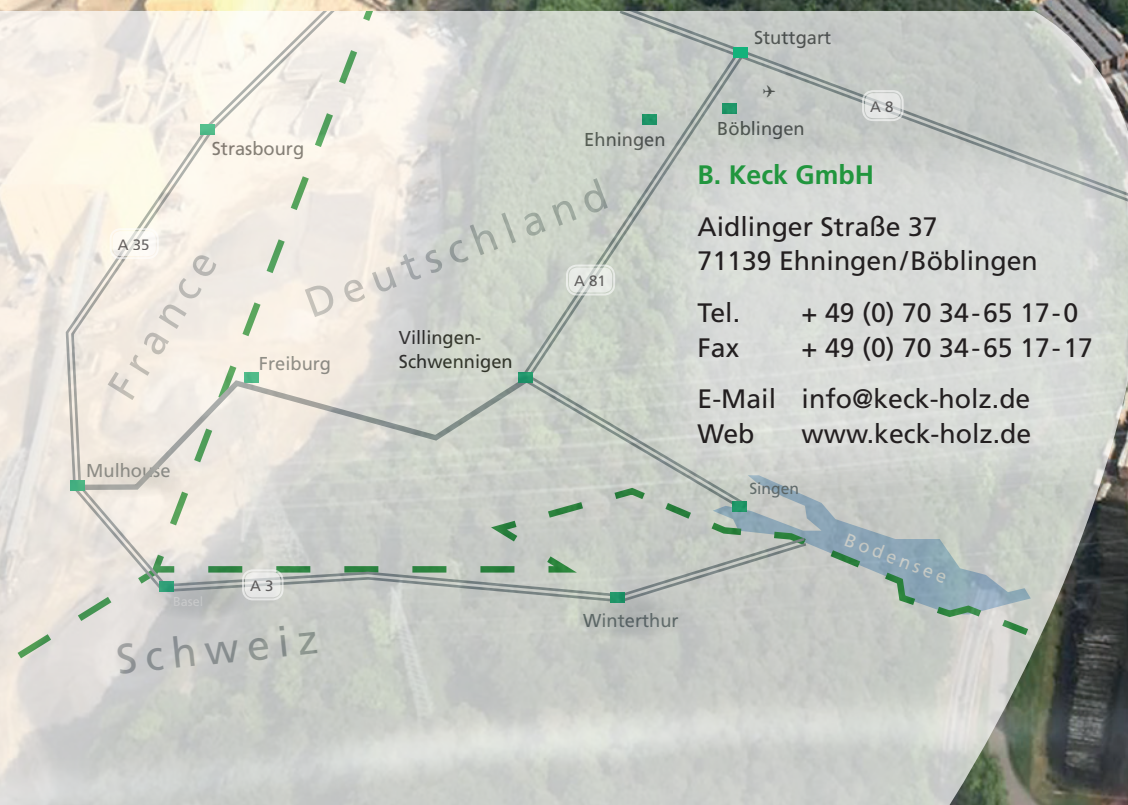 Stuttgart
A 8
Ehningen
Böblingen
Strasbourg
B. Keck GmbH
Aidlinger Straße 37
71139 Ehningen/Böblingen
Tel. + 49 (0) 70 34-65 17-0
Fax + 49 (0) 70 34-65 17-17
E-Mail info@keck-holz.de
Web www.keck-holz.de
A 35
France
Deutschland
A 81
Villingen-
Schwennigen
Freiburg
Mulhouse
Singen
Bodensee
A 3
Basel
Winterthur
Schweiz